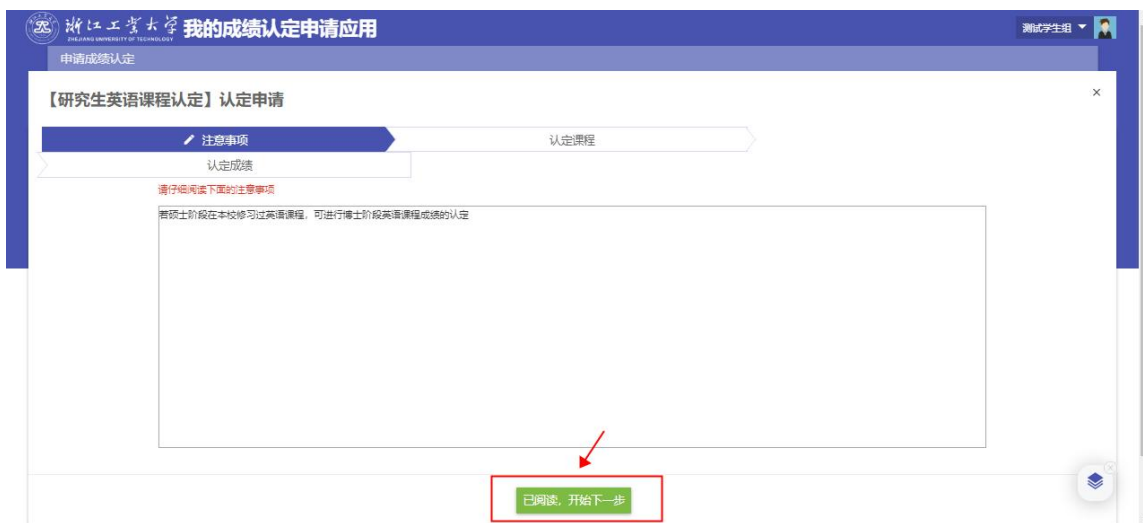 浙江工业大学 我的成绩认定申请应用
ZHEJIANG UNIVERSITY OF TECHNOLOGY
测试学生组
申请成绩认定
【研究生英语课程认定】认定申请
×
注意事项
认定课程
认定成绩
请仔细阅读下面的注意事项
若硕士阶段在本校修习过英语课程，可进行博士阶段英语课程成绩的认定
已阅读，开始下一步